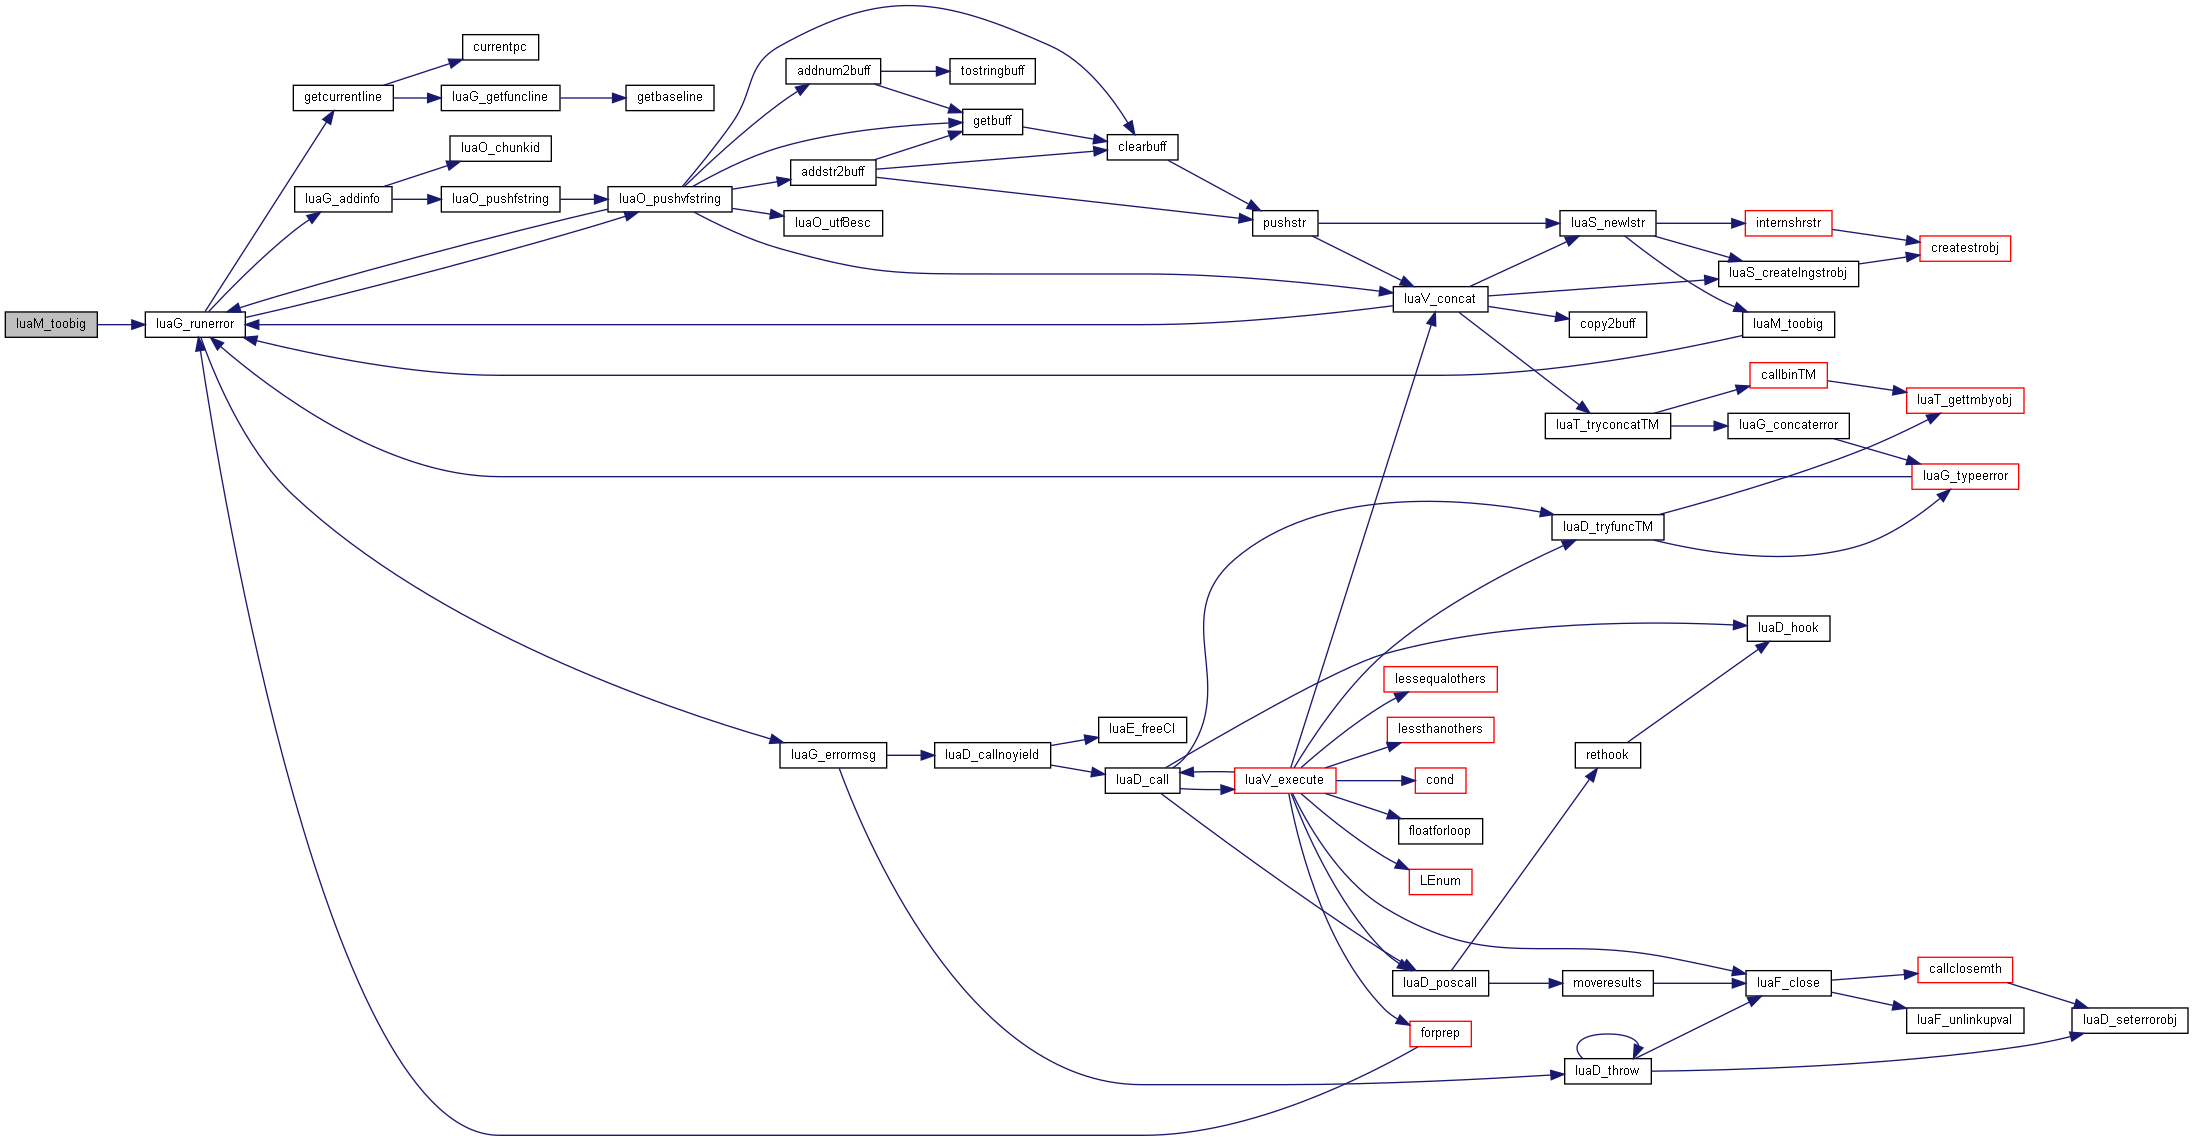 currentpc
tostringbuff
addnum2buff
getcurrentline
luaG_getfuncline
getbaseline
getbuff
clearbuff
luaO_chunkid
addstr2buff
luaG_addinfo
luaO_pushfstring
luaO_pushvfstring
luaO_utf8esc
pushstr
luaS_newlstr
internshrstr
createstrobj
luaS_createlngstrobj
luaV_concat
luaM_toobig
luaG_runerror
copy2buff
luaM_toobig
callbinTM
luaT_gettmbyobj
luaT_tryconcatTM
luaG_concaterror
luaG_typeerror
luaD_tryfuncTM
luaD_hook
lessequalothers
luaE_freeCI
lessthanothers
luaG_errormsg
luaD_callnoyield
rethook
luaD_call
luaV_execute
cond
floatforloop
LEnum
callclosemth
luaD_poscall
moveresults
luaF_close
luaF_unlinkupval
luaD_seterrorobj
forprep
luaD_throw